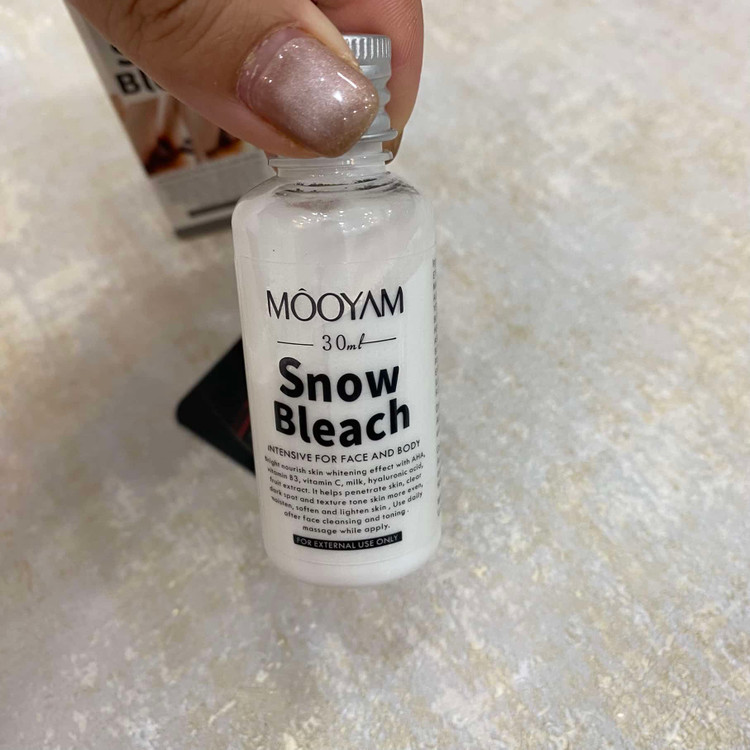 MÔOYAM
30ml
Snow
Bleach
INTENSIVE FOR FACE AND BODY
Bright nourish skin whitening effect with AHA,
vitamin B3, vitamin C, milk, hyaluronic acid,
fruit extract. It helps penetrate skin, clear
dark spot and texture tone skin more even,
moisten, soften and lighten skin, Use daily
after face cleansing and toning.
massage while apply.
FOR EXTERNAL USE ONLY